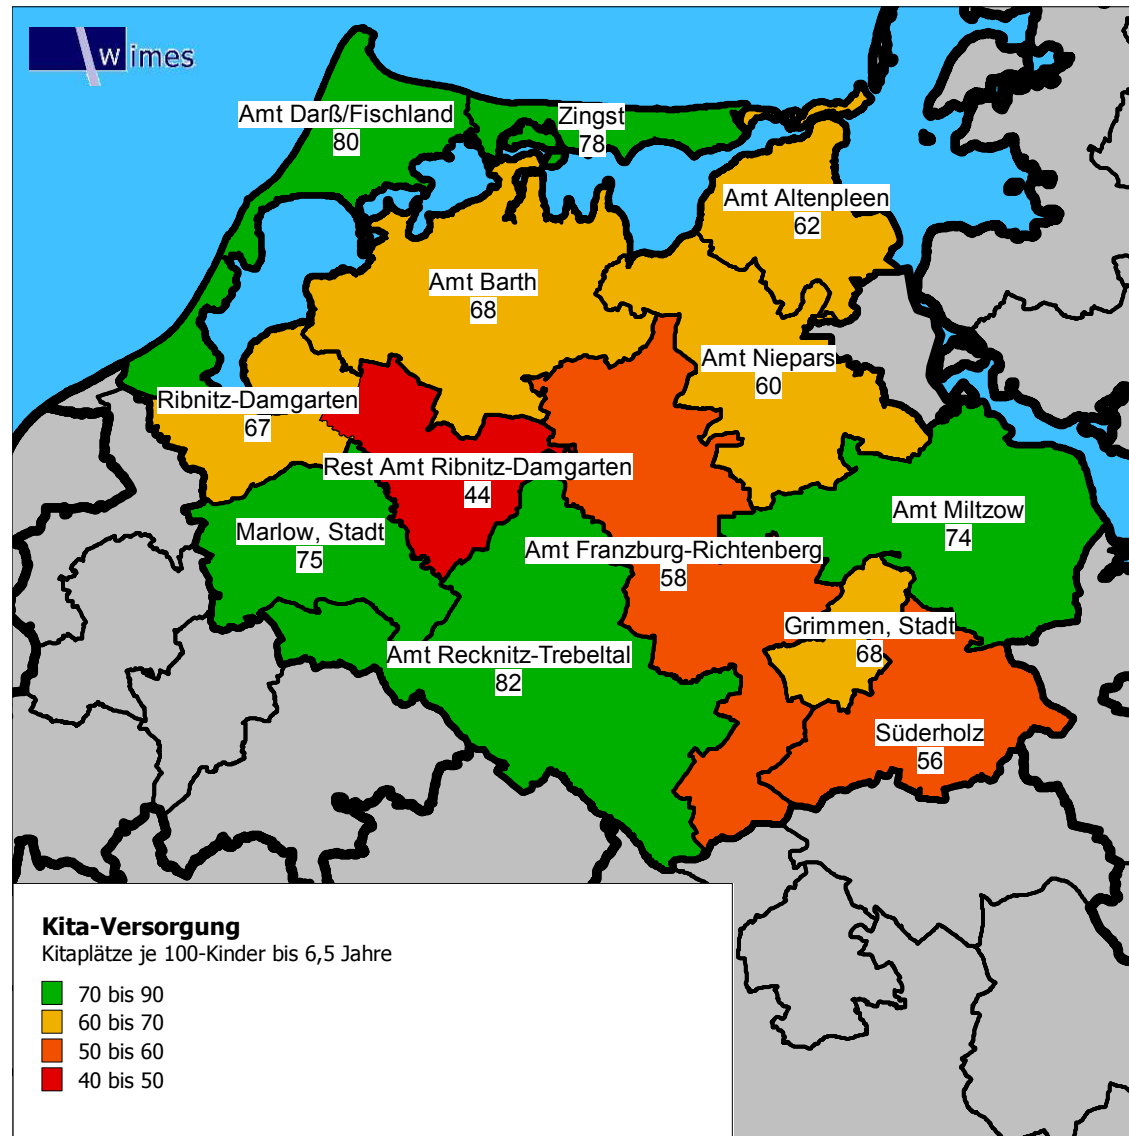 wimes
Amt Darß/Fischland
80
Zingst
78
Amt Altenpleen
62
Amt Barth
68
Amt Niepars
60
Ribnitz-Damgarten
67
Rest Amt Ribnitz-Damgarten
44
Amt Miltzow
74
Marlow, Stadt
75
Amt Franzburg-Richtenberg
58
Grimmen, Stadt
68
Amt Recknitz-Trebeltal
82
Süderholz
56
Kita-Versorgung
Kitaplätze je 100-Kinder bis 6,5 Jahre
70 bis 90
60 bis 70
50 bis 60
40 bis 50